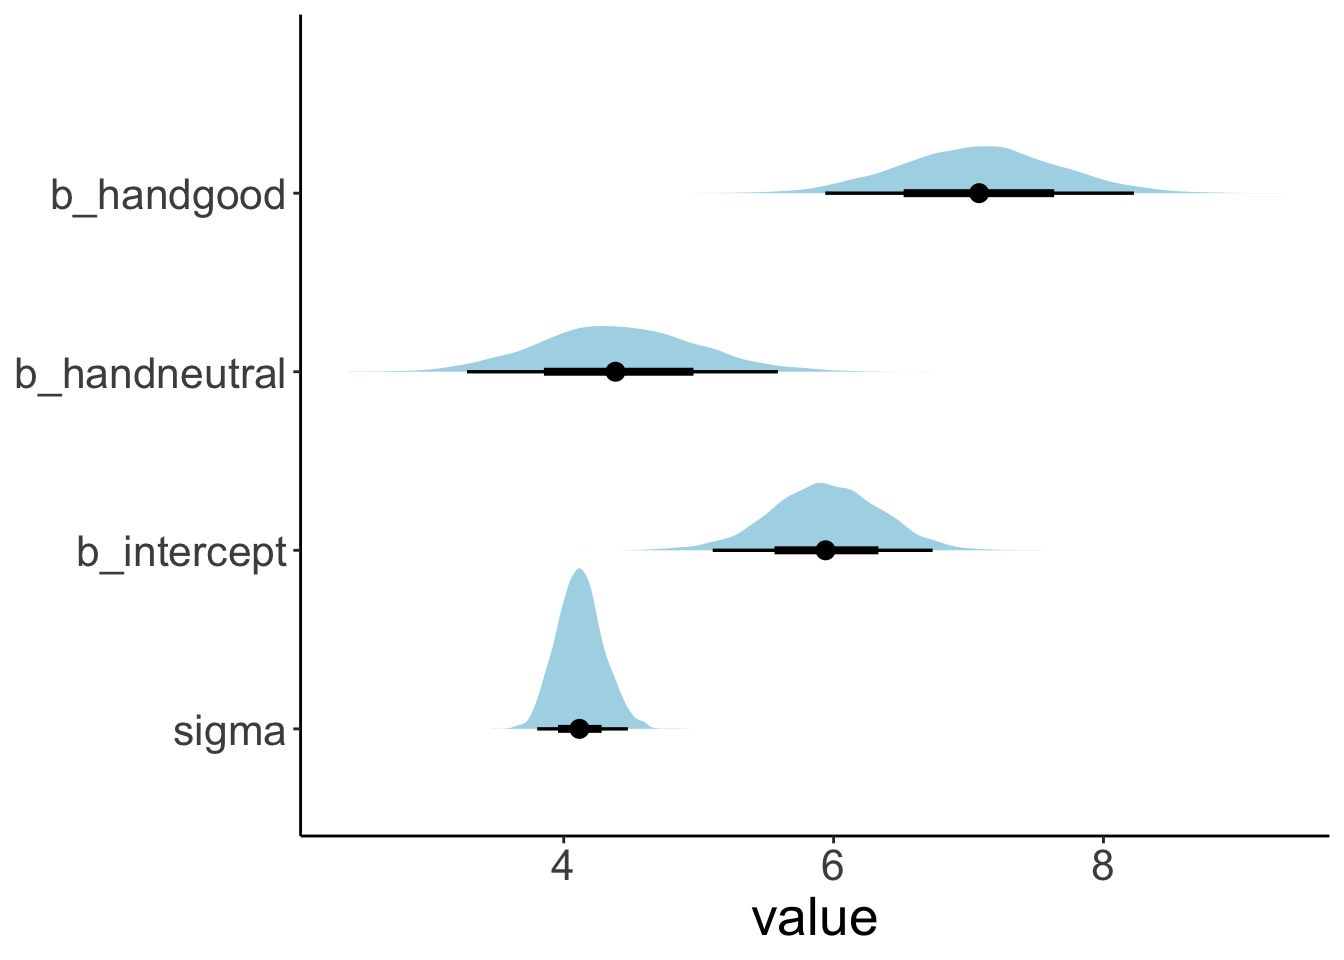 b_handgood
b_handneutral
b_intercept
sigma
4 6 8
value